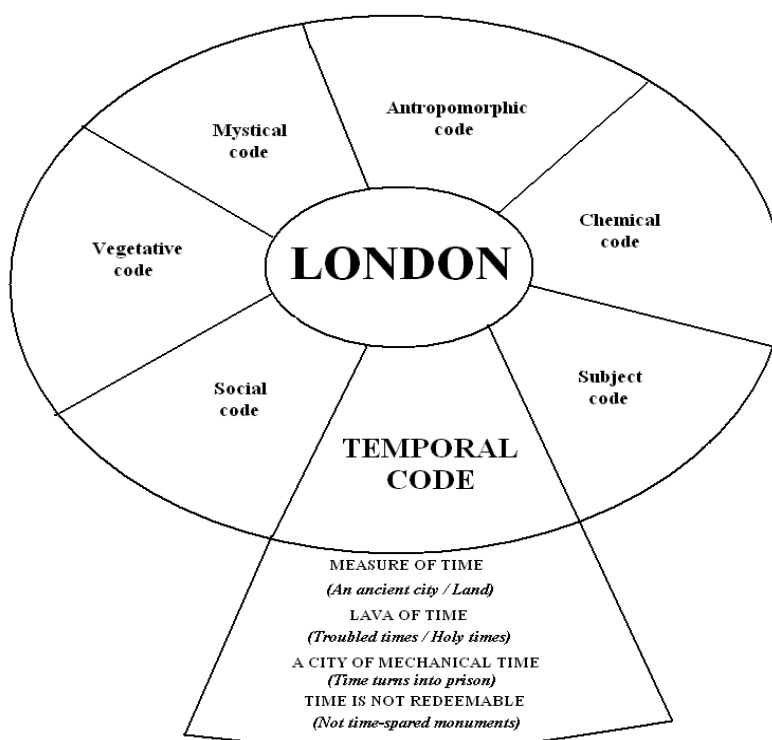 Antropomorphic
code
Mystical
code
Chemical
code
Vegetative
code
LONDON
Social
code
Subject
code
TEMPORAL
CODE
MEASURE OF TIME
(An ancient city / Land)
LAVA OF TIME
(Troubled times / Holy times)
A CITY OF MECHANICAL TIME
(Time turns into prison)
TIME IS NOT REDEEMABLE
(Not time-spared monuments)